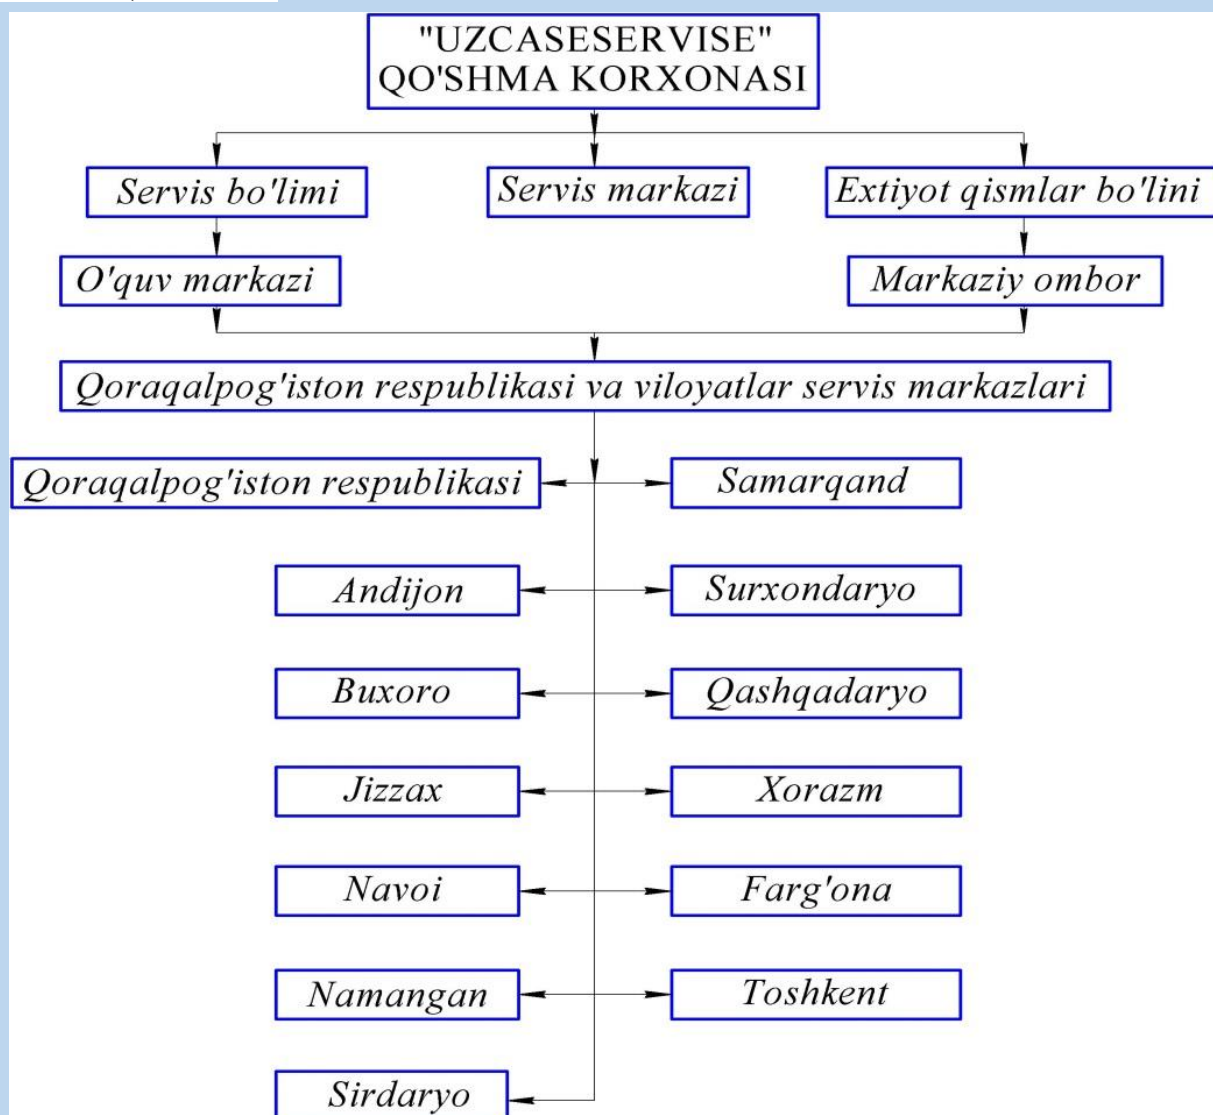 "UZCASESERVISE"
QO'SHMA KORXONASI
Servis bo'limi
Servis markazi
Extiyot qismlar bo'lini
O'quv markazi
Markaziy ombor
Qoraqalpog'iston respublikasi va viloyatlar servis markazlari
Qoraqalpog'iston respublikasi
Samarqand
Andijon
Surxondaryo
Buxoro
Qashqadaryo
Jizzax
Xorazm
Navoi
Farg'ona
Namangan
Toshkent
Sirdaryo